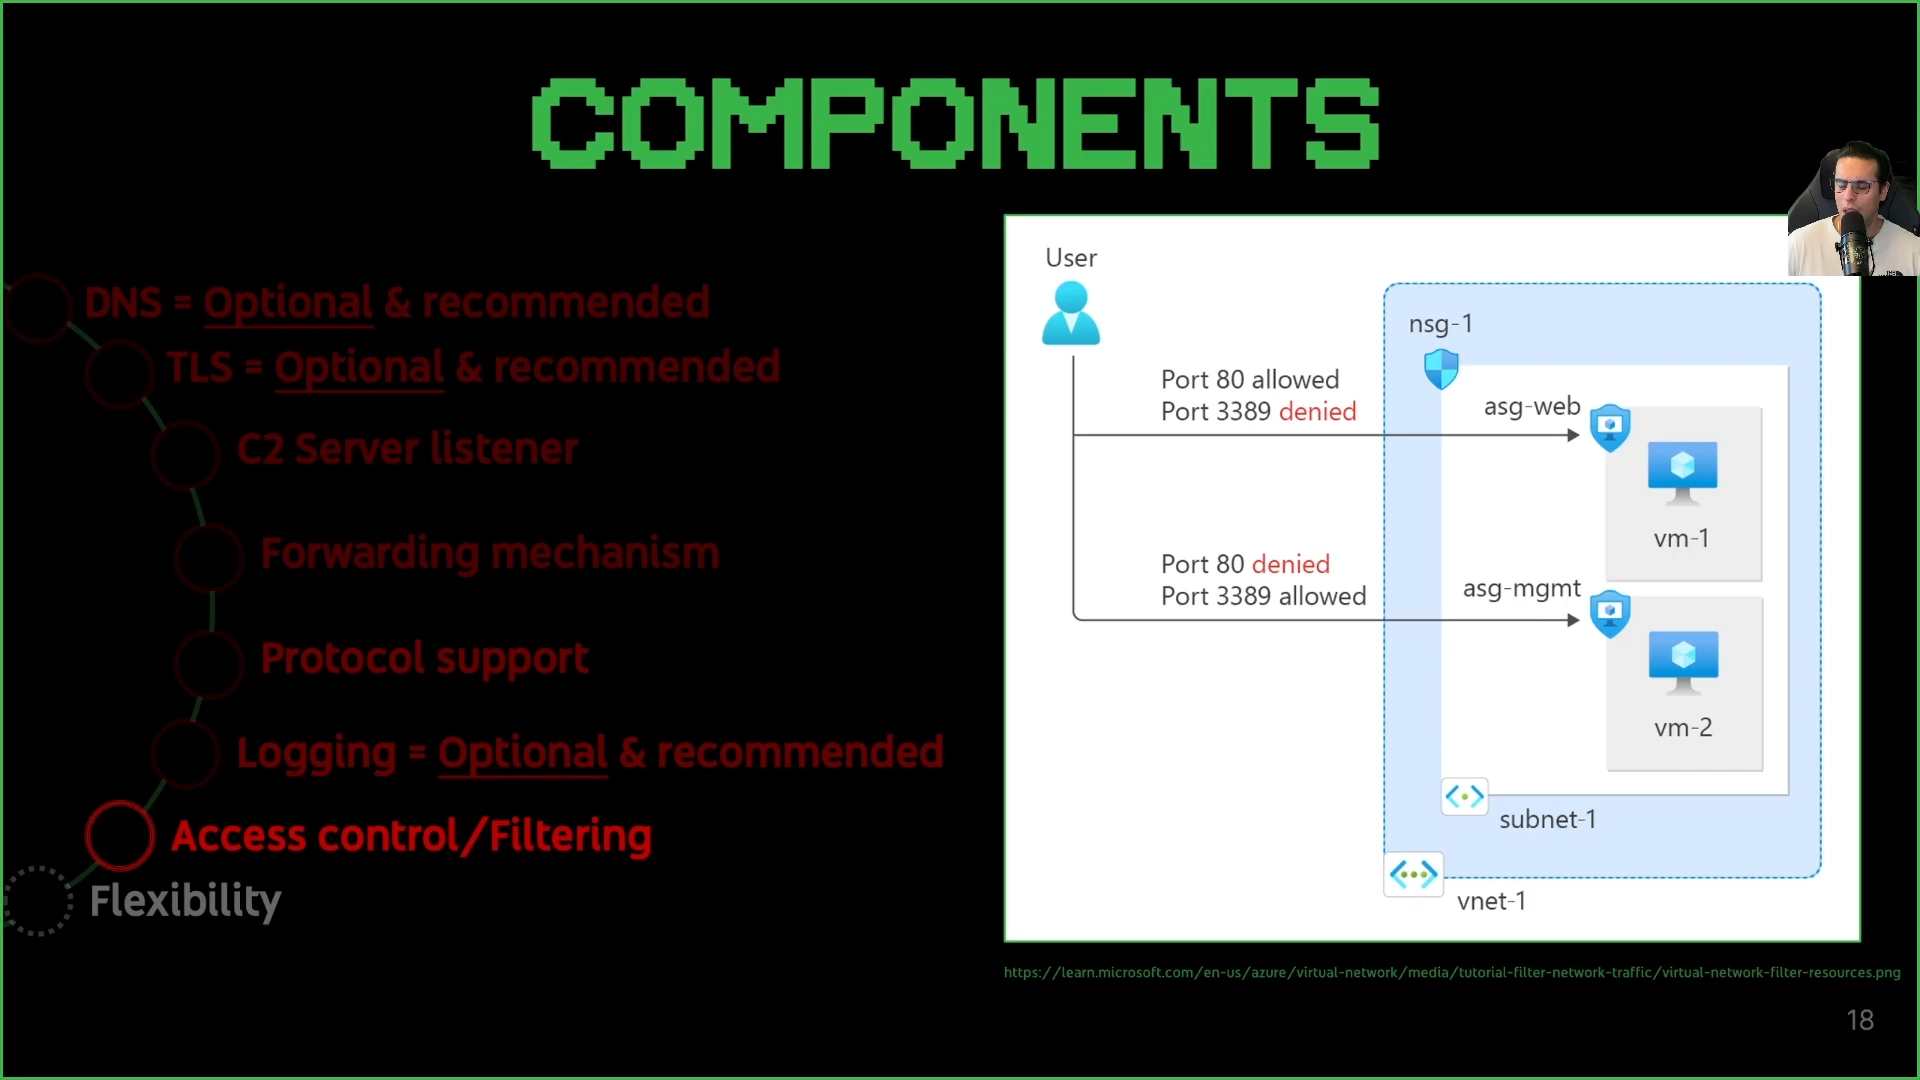 COMPONENTS
DNS = Optional & recommended
TLS = Optional & recommended
C2 Server listener
Forwarding mechanism
Protocol support
Logging = Optional & recommended
Access control/Filtering
Flexibility
User
nsg-1
Port 80 allowed
Port 3389 denied
asg-web
vm-1
Port 80 denied
Port 3389 allowed
asg-mgmt
vm-2
subnet-1
vnet-1
https://learn.microsoft.com/en-us/azure/virtual-network/media/tutorial-filter-network-traffic/virtual-network-filter-resources.png
18